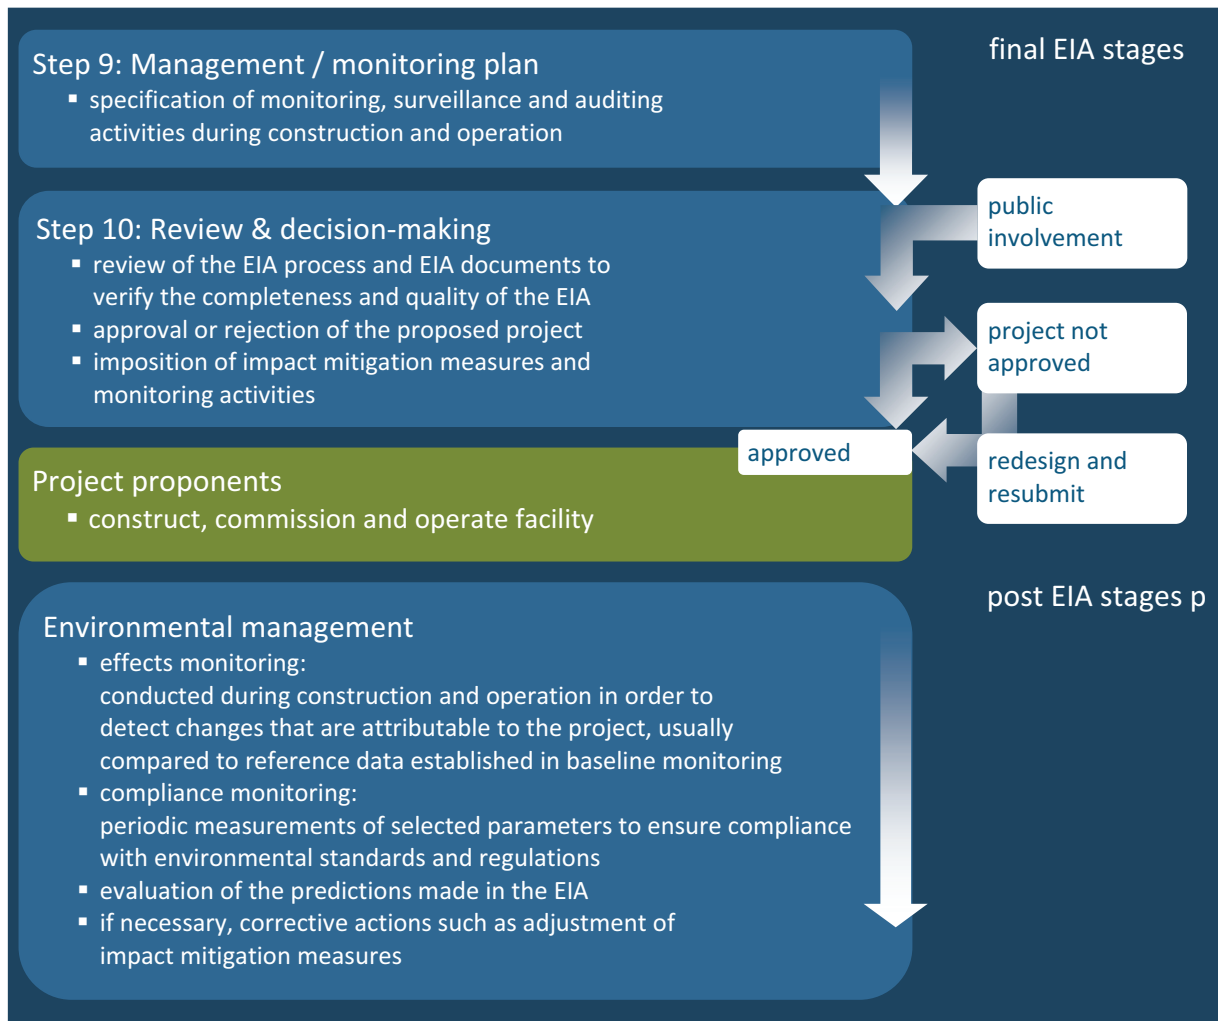 final EIA stages
Step 9: Management / monitoring plan
▪ specification of monitoring, surveillance and auditing
activities during construction and operation
Step 10: Review & decision-making
▪ review of the EIA process and EIA documents to
verify the completeness and quality of the EIA
▪ approval or rejection of the proposed project
▪ imposition of impact mitigation measures and
monitoring activities
public
involvement
project not
approved
approved
redesign and
resubmit
Project proponents
▪ construct, commission and operate facility
post EIA stages p
Environmental management
▪ effects monitoring:
conducted during construction and operation in order to
detect changes that are attributable to the project, usually
compared to reference data established in baseline monitoring
▪ compliance monitoring:
periodic measurements of selected parameters to ensure compliance
with environmental standards and regulations
▪ evaluation of the predictions made in the EIA
▪ if necessary, corrective actions such as adjustment of
impact mitigation measures